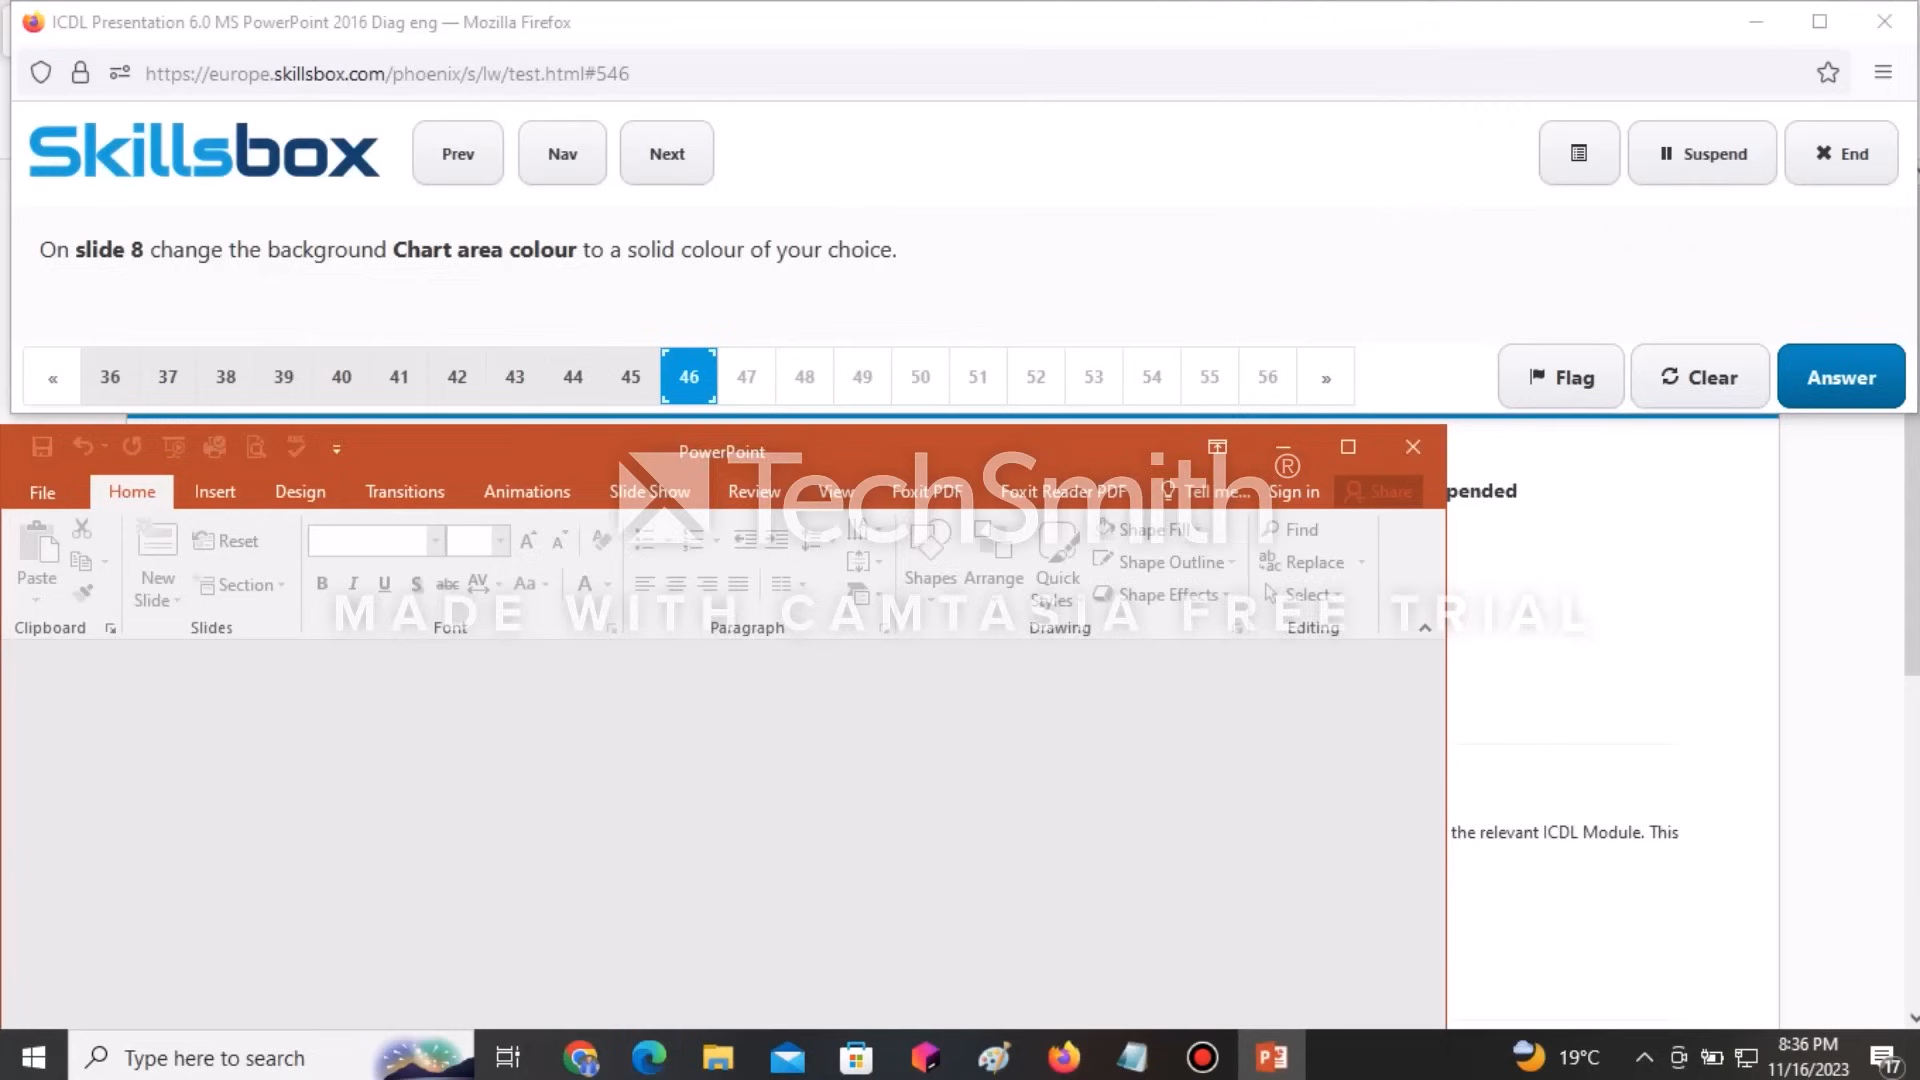 ICDL Presentation 6.0 MS PowerPoint 2016 Diag eng — Mozilla Firefox
https://europe.skillsbox.com/phoenix/s/lw/test.html#546
Skillsbox
Prev
Nav
Next
Suspend
End
On slide 8 change the background Chart area colour to a solid colour of your choice.
« 36 37 38 39 40 41 42 43 44 45 46 47 48 49 50 51 52 53 54 55 56 »
Flag
Clear
Answer
PowerPoint
File Home Insert Design Transitions Animations Slide Show Review View Foxit PDF Foxit Reader PDF Tell me... Sign in Share
pended
TechSmith®
Paste
New Slide
Reset
Section
B I U S abc AV Aa A
Shapes
Arrange
Quick Styles
Shape Fill
Shape Outline
Shape Effects
Find
Replace
Select
MADE WITH CAMTASIA FREE TRIAL
Clipboard
Slides
Font
Paragraph
Drawing
Editing
the relevant ICDL Module. This
Type here to search
19°C
8:36 PM
11/16/2023
17